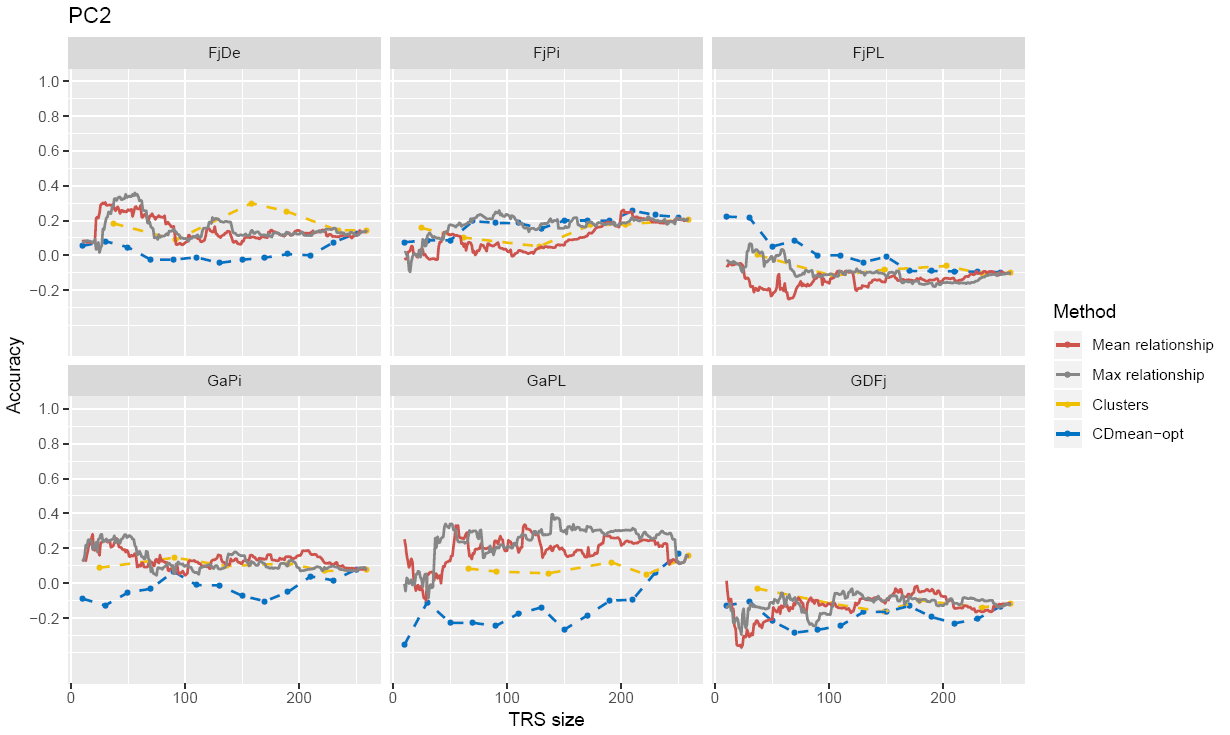 PC2
FjDe FjPi FjPL
1.0
0.8
0.6
0.4
0.2
0.0
−0.2
GaPi GaPL GDFj
1.0
0.8
0.6
0.4
0.2
0.0
−0.2
0 100 200 0 100 200 0 100 200
TRS size
Accuracy
Method
Mean relationship
Max relationship
Clusters
CDmean−opt